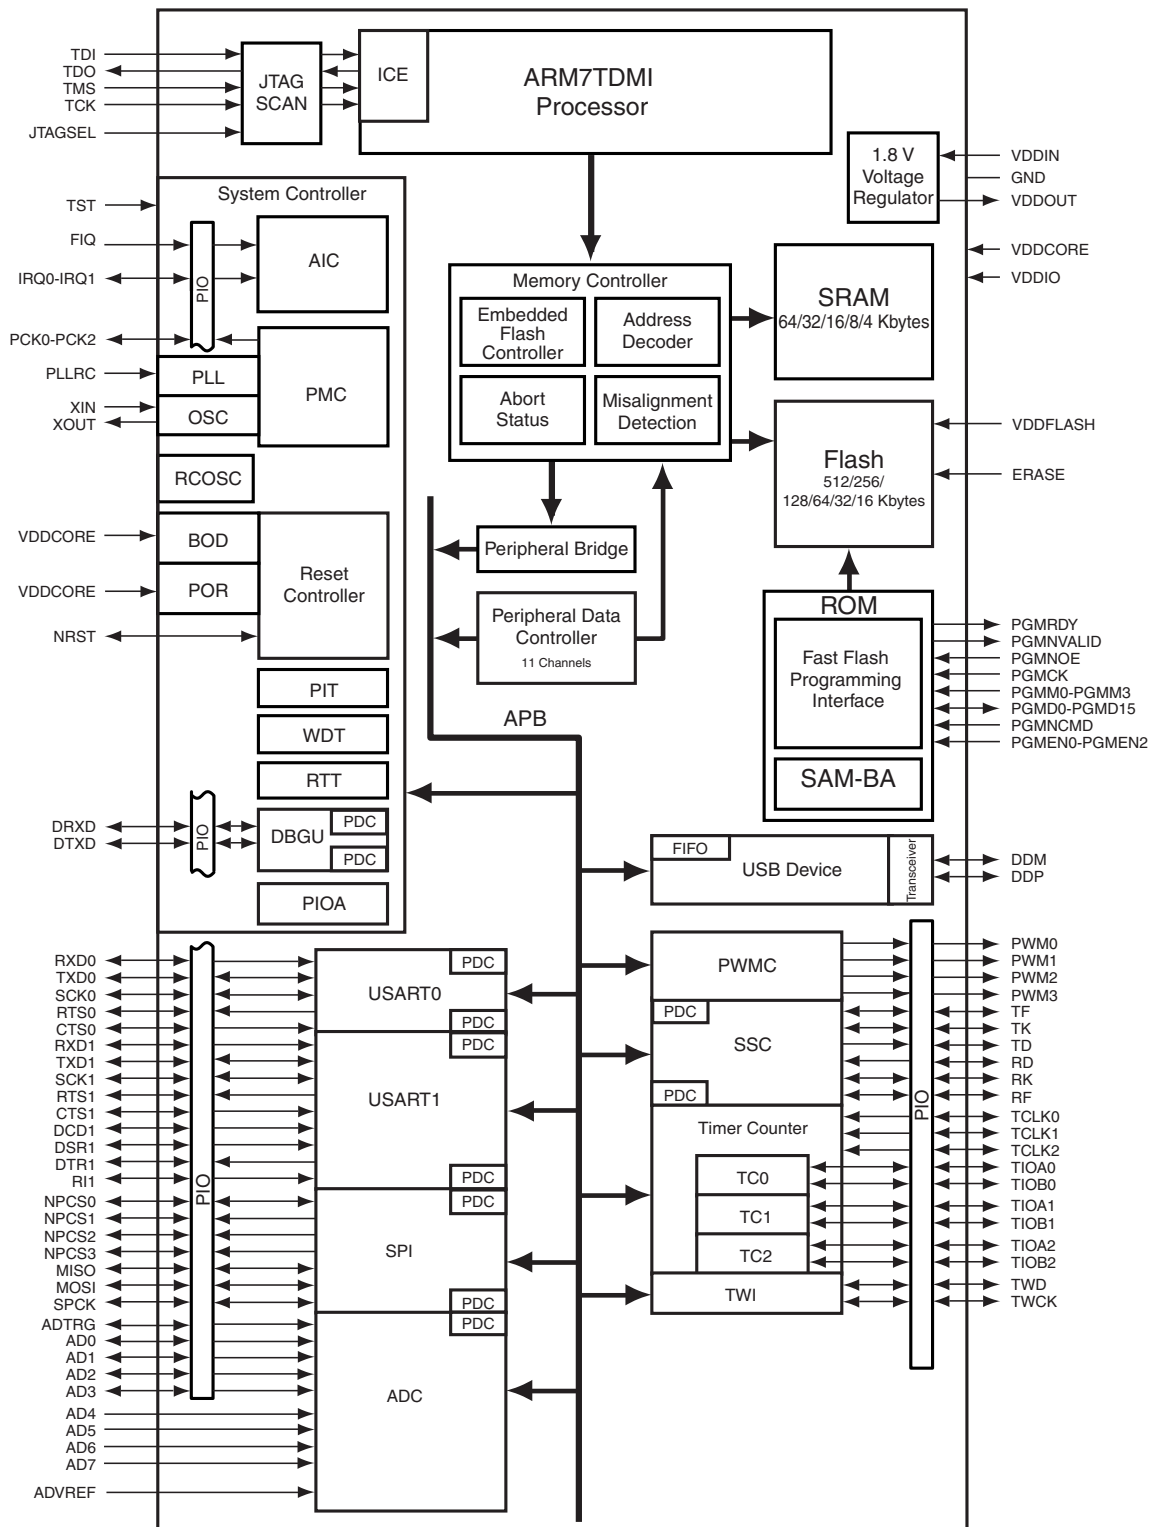 TDI
TDO
TMS
TCK
JTAGSEL
JTAG
SCAN
ICE
ARM7TDMI
Processor
1.8 V
Voltage
Regulator
VDDIN
GND
VDDOUT
VDDCORE
VDDIO
System Controller
TST
FIQ
IRQ0-IRQ1
PIO
AIC
PCK0-PCK2
PLLRC
XIN
XOUT
PLL
OSC
PMC
RCOSC
VDDCORE
BOD
VDDCORE
POR
Reset
Controller
NRST
PIT
WDT
RTT
DRXD
DTXD
PIO
DBGU
PDC
PDC
PIOA
Memory Controller
Embedded
Flash
Controller
Address
Decoder
Abort
Status
Misalignment
Detection
SRAM
64/32/16/8/4 Kbytes
Flash
512/256/
128/64/32/16 Kbytes
VDDFLASH
ERASE
Peripheral Bridge
Peripheral Data
Controller
11 Channels
APB
ROM
Fast Flash
Programming
Interface
SAM-BA
PGMRDY
PGMNVALID
PGMNOE
PGMCK
PGMM0-PGMM3
PGMD0-PGMD15
PGMNCMD
PGMEN0-PGMEN2
FIFO
USB Device
Transceiver
DDM
DDP
RXD0
TXD0
SCK0
RTS0
CTS0
RXD1
TXD1
SCK1
RTS1
CTS1
DCD1
DSR1
DTR1
RI1
NPCS0
NPCS1
NPCS2
NPCS3
MISO
MOSI
SPCK
ADTRG
AD0
AD1
AD2
AD3
AD4
AD5
AD6
AD7
ADVREF
PIO
PDC
USART0
PDC
PDC
USART1
PDC
PDC
SPI
PDC
PDC
ADC
PWMC
PDC
SSC
PDC
Timer Counter
TC0
TC1
TC2
TWI
PIO
PWM0
PWM1
PWM2
PWM3
TF
TK
TD
RD
RK
RF
TCLK0
TCLK1
TCLK2
TIOA0
TIOB0
TIOA1
TIOB1
TIOA2
TIOB2
TWD
TWCK